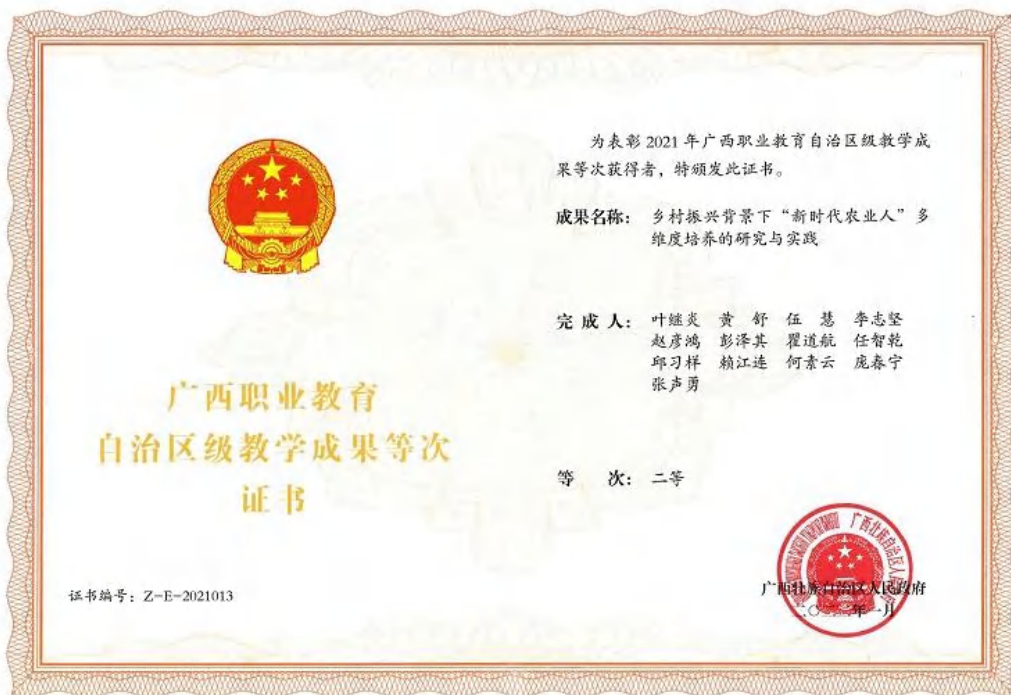 广西职业教育
自治区级教学成果等次
证书
证书编号：Z-E-2021013
为表彰2021年广西职业教育自治区级教学成
果等次获得者，特颁发此证书。
成果名称： 乡村振兴背景下“新时代农业人”多
维度培养的研究与实践
完 成 人： 叶继炎 黄 舒 伍 慧 李志坚
赵彦鸿 彭泽其 瞿道航 任智乾
邱习样 赖江连 何素云 庞春宁
张声勇
等 次： 二等
广西壮族自治区人民政府
年一月